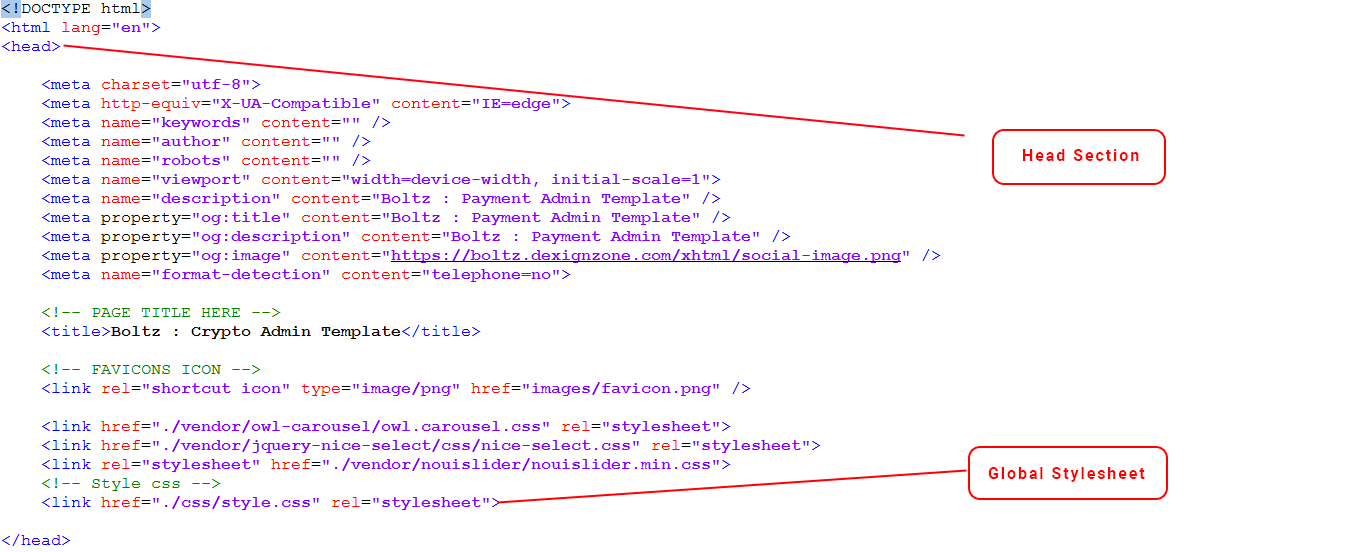 <!DOCTYPE html>
<html lang="en">
<head>
<meta charset="utf-8">
<meta http-equiv="X-UA-Compatible" content="IE=edge">
<meta name="keywords" content="" />
<meta name="author" content="" />
<meta name="robots" content="" />
<meta name="viewport" content="width=device-width, initial-scale=1">
<meta name="description" content="Boltz : Payment Admin Template" />
<meta property="og:title" content="Boltz : Payment Admin Template" />
<meta property="og:description" content="Boltz : Payment Admin Template" />
<meta property="og:image" content="https://boltz.dexignzone.com/xhtml/social-image.png" />
<meta name="format-detection" content="telephone=no">
Head Section
<!-- PAGE TITLE HERE -->
<title>Boltz : Crypto Admin Template</title>
<!-- FAVICONS ICON -->
<link rel="shortcut icon" type="image/png" href="images/favicon.png" />
<link href="./vendor/owl-carousel/owl.carousel.css" rel="stylesheet">
<link href="./vendor/jquery-nice-select/css/nice-select.css" rel="stylesheet">
<link rel="stylesheet" href="./vendor/nouislider/nouislider.min.css">
<!-- Style css -->
<link href="./css/style.css" rel="stylesheet">
Global Stylesheet
</head>